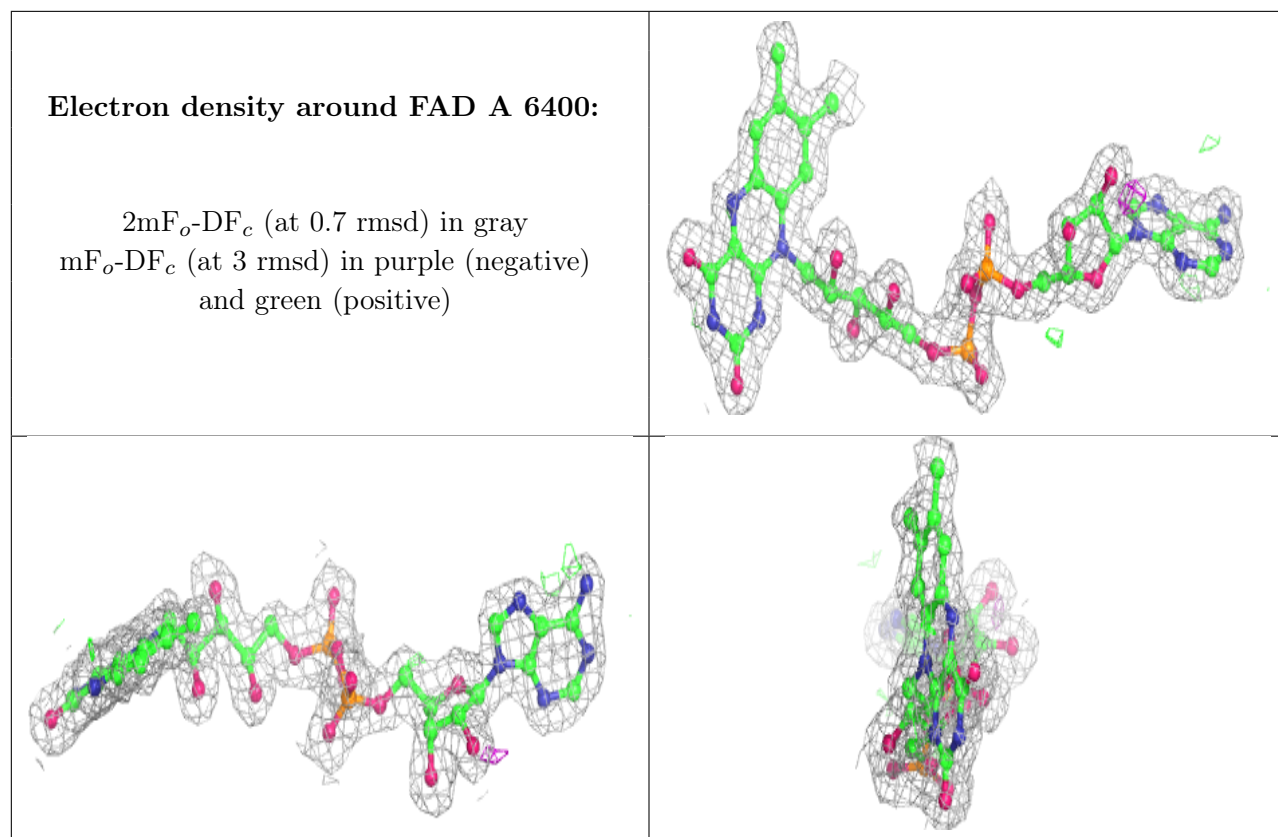 Electron density around FAD A 6400:
2mFo-DFc (at 0.7 rmsd) in gray
mFo-DFc (at 3 rmsd) in purple (negative)
and green (positive)